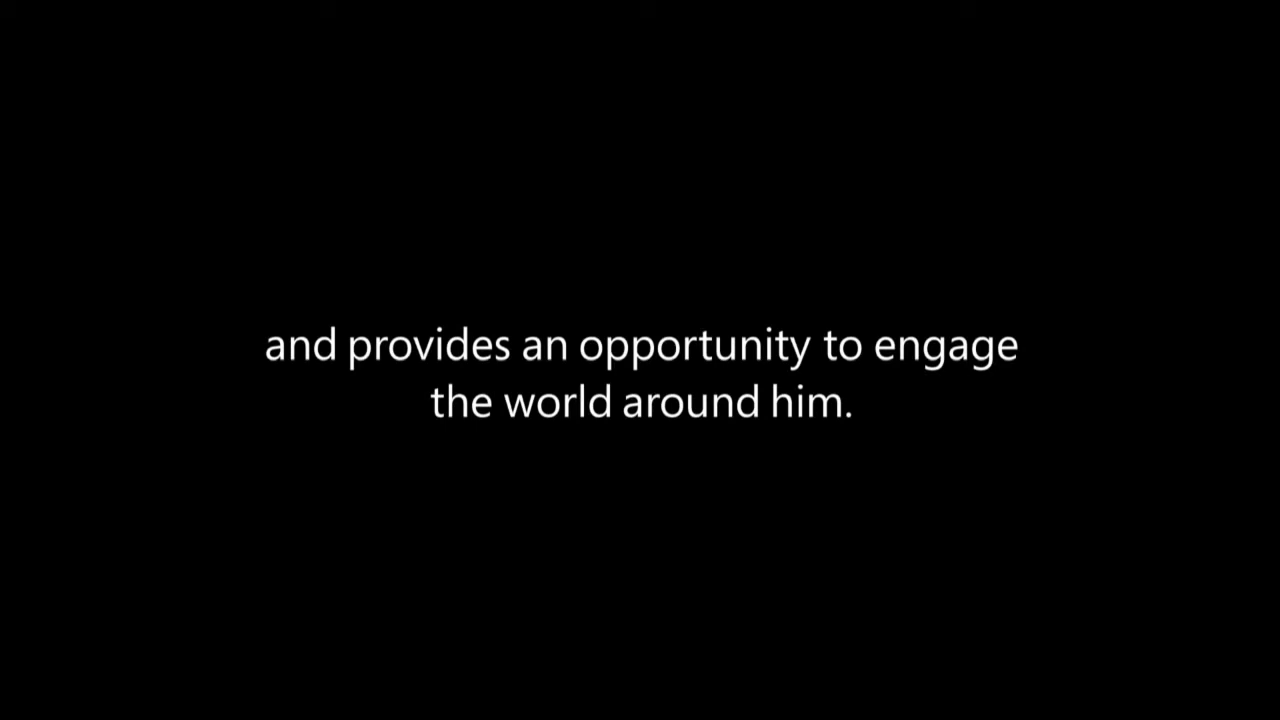 and provides an opportunity to engage
the world around him.